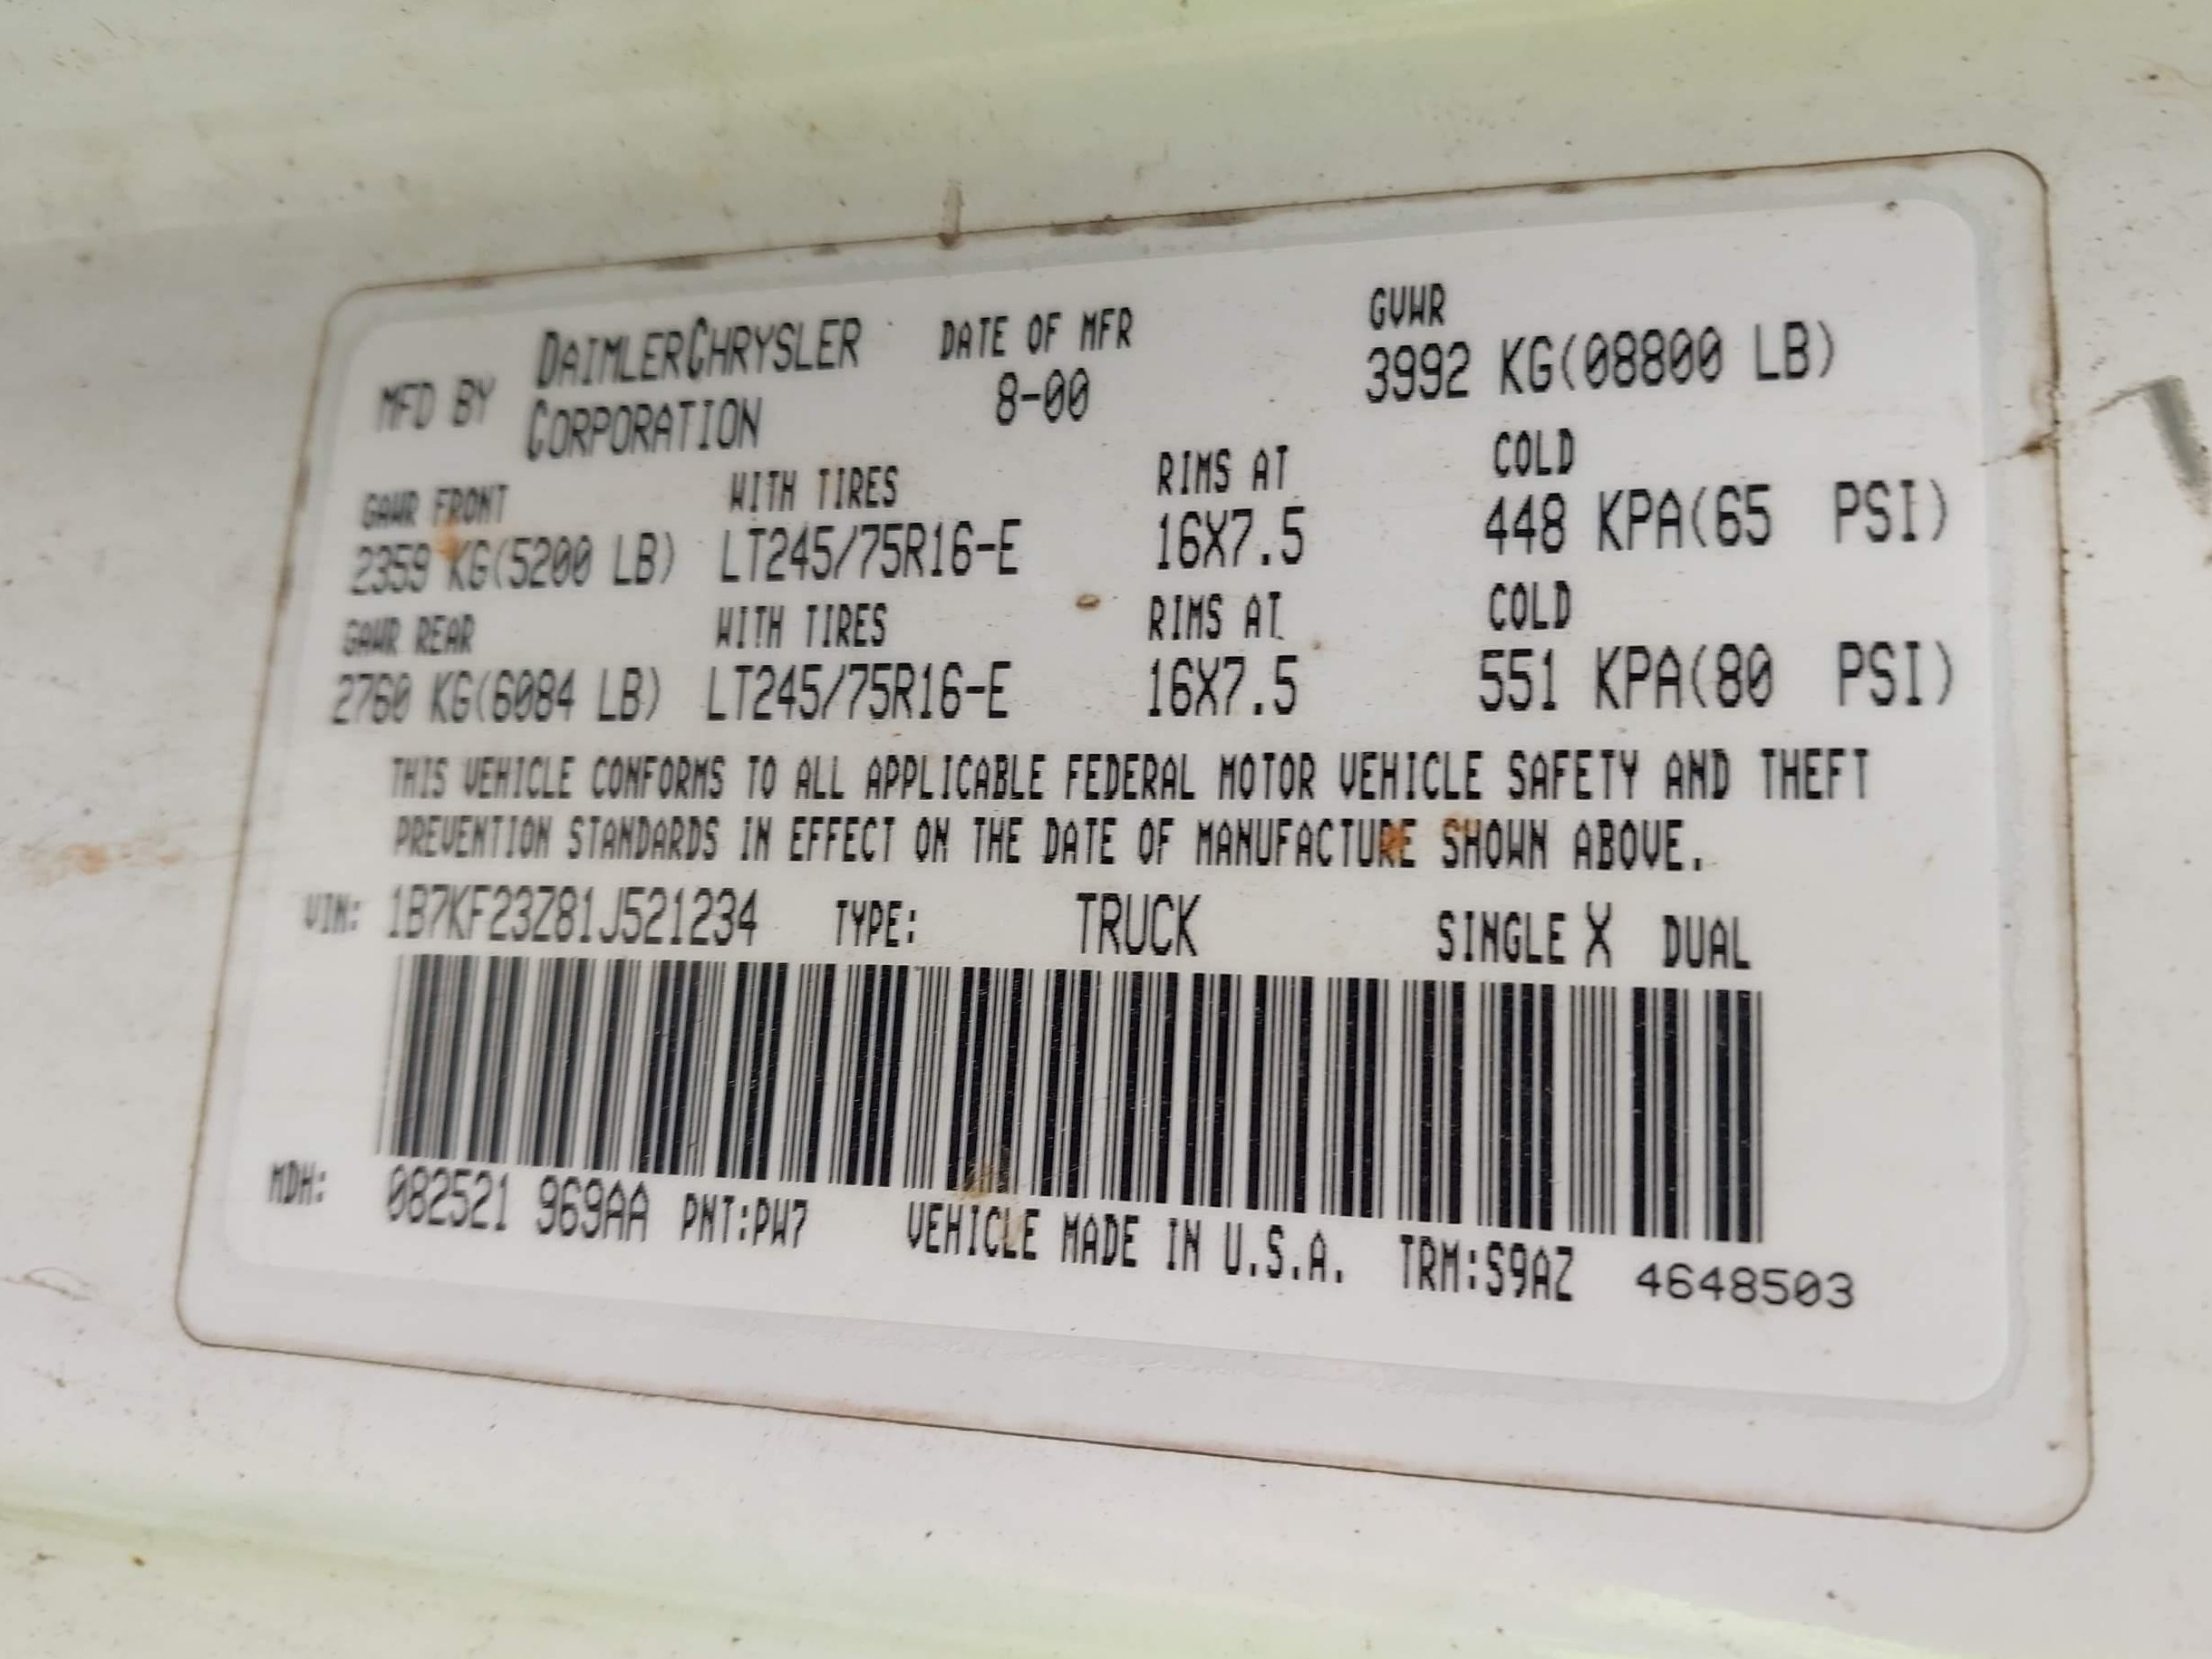 MFD BY DAIMLERCHRYSLER CORPORATION DATE OF MFR 8-00 GVWR 3992 KG(08800 LB)
GAWR FRONT WITH TIRES RIMS AT COLD
2359 KG(5200 LB) LT245/75R16-E 16X7.5 448 KPA(65 PSI)
GAWR REAR WITH TIRES RIMS AT COLD
2760 KG(6084 LB) LT245/75R16-E 16X7.5 551 KPA(80 PSI)
THIS VEHICLE CONFORMS TO ALL APPLICABLE FEDERAL MOTOR VEHICLE SAFETY AND THEFT
PREVENTION STANDARDS IN EFFECT ON THE DATE OF MANUFACTURE SHOWN ABOVE.
VIN: 1B7KF23Z81J521234 TYPE: TRUCK SINGLE X DUAL
MDH: 082521 969AA PNT:PW7 VEHICLE MADE IN U.S.A. TRM:S9AZ 4648503